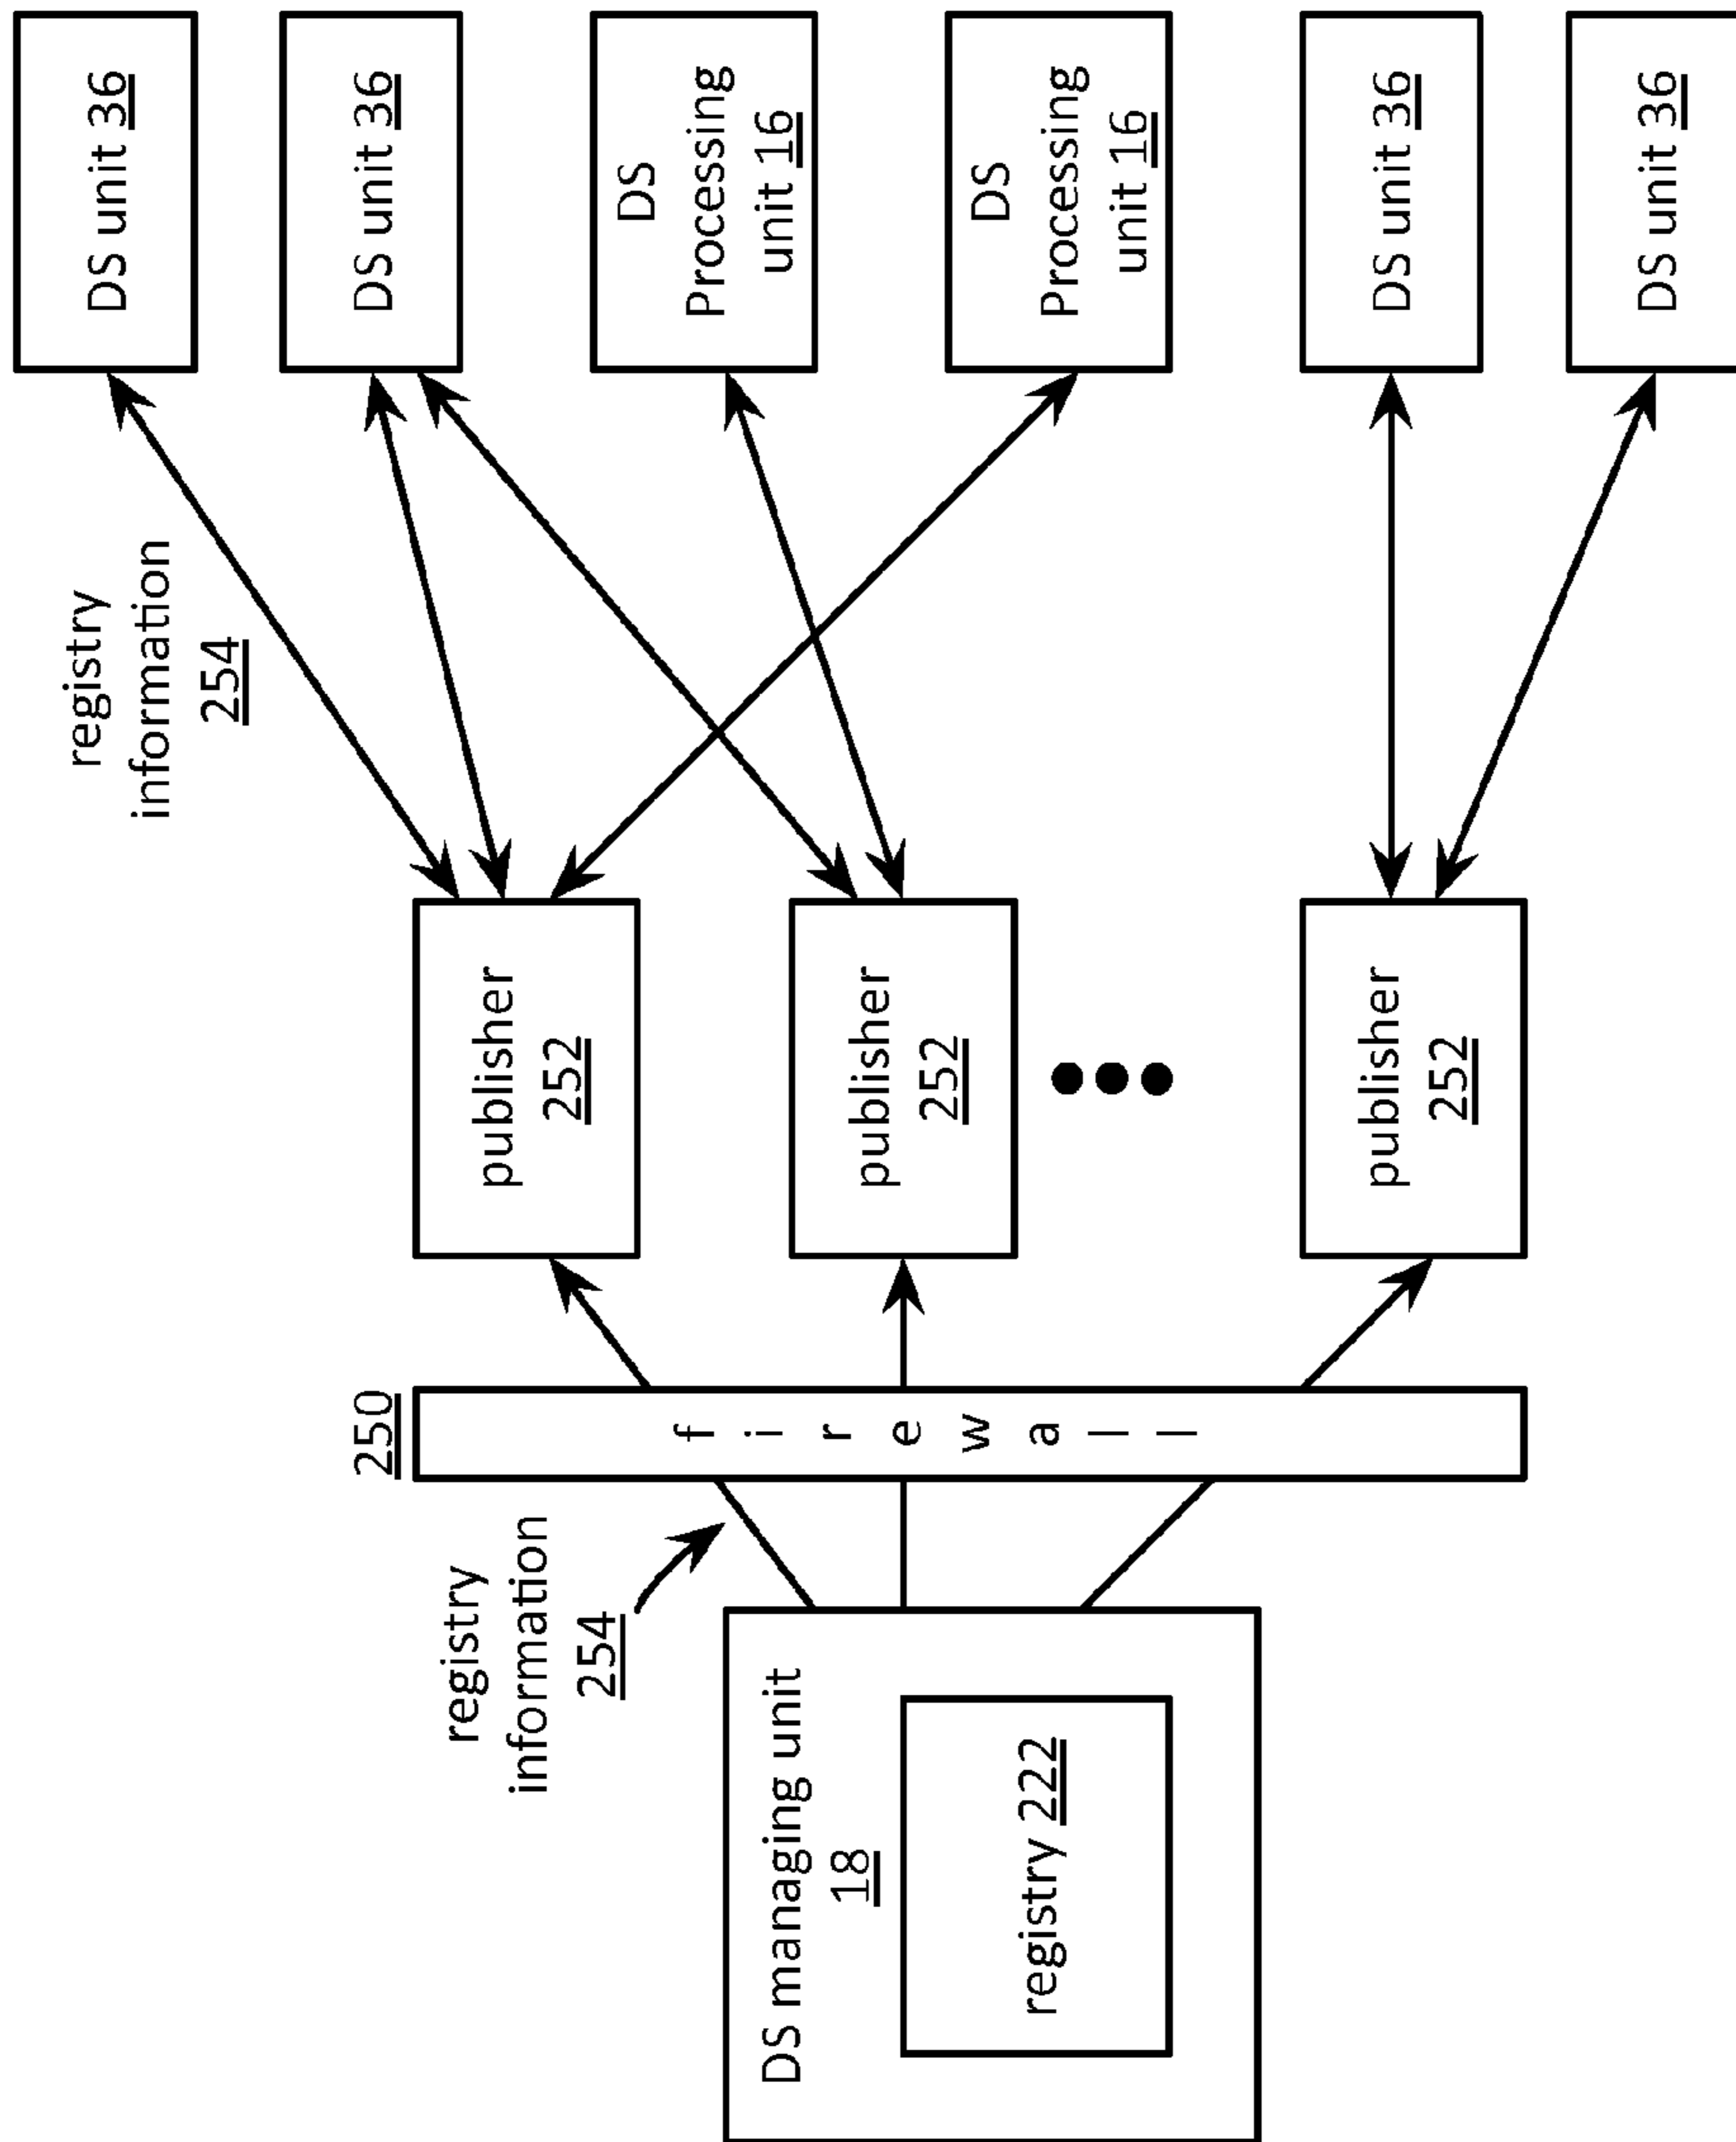 DS managing unit
18
registry 222
registry
information
254
250
firewall
publisher
252
publisher
252
publisher
252
registry
information
254
DS unit 36
DS unit 36
DS
Processing
unit 16
DS
Processing
unit 16
DS unit 36
DS unit 36